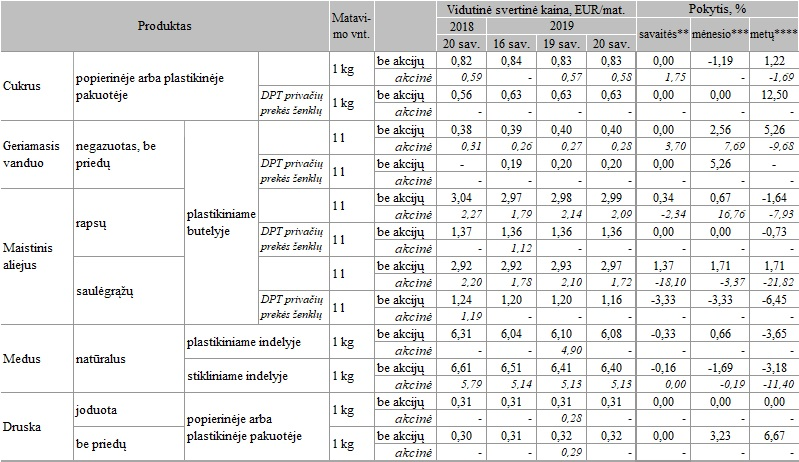 Produktas Matavi- Vidutinė svertinė kaina, EUR/mat. Pokytis, %
mo vnt. 2018 2019 savaitės** mėnesio*** metų****
20 sav. 16 sav. 19 sav. 20 sav.
Cukrus popierinėje arba plastikinėje pakuotėje 1 kg be akcijų 0,82 0,84 0,83 0,83 0,00 -1,19 1,22
akcinė 0,59 - 0,57 0,58 1,75 - -1,69
DPT privačių prekės ženklų 1 kg be akcijų 0,56 0,63 0,63 0,63 0,00 0,00 12,50
akcinė - - - - - - -
Geriamasis vanduo negazuotas, be priedų plastikiniame butelyje 1 l be akcijų 0,38 0,39 0,40 0,40 0,00 2,56 5,26
akcinė 0,31 0,26 0,27 0,28 3,70 7,69 -9,68
DPT privačių prekės ženklų 1 l be akcijų - 0,19 0,20 0,20 0,00 5,26 -
akcinė - - - - - - -
Maistinis aliejus rapsų 1 l be akcijų 3,04 2,97 2,98 2,99 0,34 0,67 -1,64
akcinė 2,27 1,79 2,14 2,09 -2,34 16,76 -7,93
DPT privačių prekės ženklų 1 l be akcijų 1,37 1,36 1,36 1,36 0,00 0,00 -0,73
akcinė - 1,12 - - - - -
saulėgrąžų 1 l be akcijų 2,92 2,92 2,93 2,97 1,37 1,71 1,71
akcinė 2,20 1,78 2,10 1,72 -18,10 -3,37 -21,82
DPT privačių prekės ženklų 1 l be akcijų 1,24 1,20 1,20 1,16 -3,33 -3,33 -6,45
akcinė 1,19 - - - - - -
Medus natūralus plastikiniame indelyje 1 kg be akcijų 6,31 6,04 6,10 6,08 -0,33 0,66 -3,65
akcinė - - 4,90 - - - -
stikliniame indelyje 1 kg be akcijų 6,61 6,51 6,41 6,40 -0,16 -1,69 -3,18
akcinė 5,79 5,14 5,13 5,13 0,00 -0,19 -11,40
Druska joduota popierinėje arba plastikinėje pakuotėje 1 kg be akcijų 0,31 0,31 0,31 0,31 0,00 0,00 0,00
akcinė - - 0,28 - - - -
be priedų 1 kg be akcijų 0,30 0,31 0,32 0,32 0,00 3,23 6,67
akcinė - - 0,29 - - - -